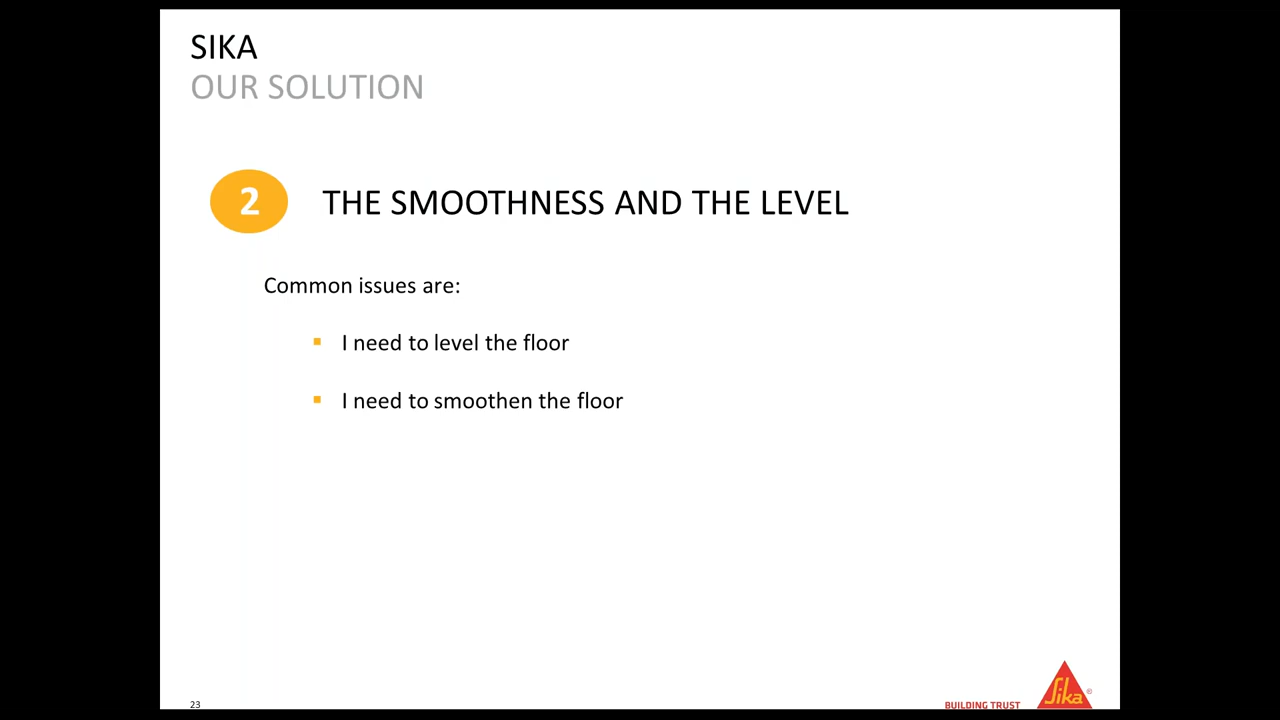 SIKA
OUR SOLUTION
2 THE SMOOTHNESS AND THE LEVEL
Common issues are:
▪ I need to level the floor
▪ I need to smoothen the floor
23
BUILDING TRUST
Sika®